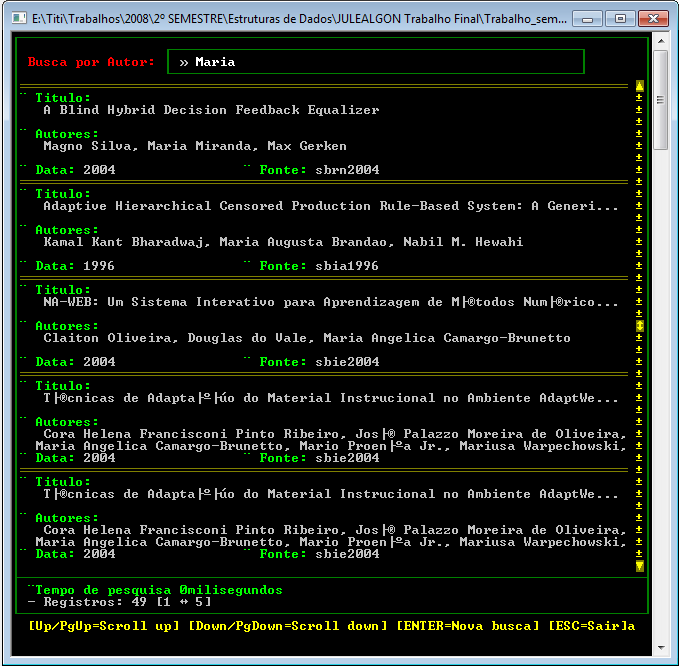 E:\Titi\Trabalhos\2008\2º SEMESTRE\Estruturas de Dados\JULEALGON Trabalho Final\Trabalho_sem...
Busca por Autor: » Maria
¨ Titulo:
A Blind Hybrid Decision Feedback Equalizer
¨ Autores:
Magno Silva, Maria Miranda, Max Gerken
¨ Data: 2004 ¨ Fonte: sbrn2004
¨ Titulo:
Adaptive Hierarchical Censored Production Rule-Based System: A Generi...
¨ Autores:
Kamal Kant Bharadwaj, Maria Augusta Brandao, Nabil M. Hewahi
¨ Data: 1996 ¨ Fonte: sbia1996
¨ Titulo:
NA-WEB: Um Sistema Interativo para Aprendizagem de M├®todos Num├®rico...
¨ Autores:
Claiton Oliveira, Douglas do Vale, Maria Angelica Camargo-Brunetto
¨ Data: 2004 ¨ Fonte: sbie2004
¨ Titulo:
T├®cnicas de Adapta├º├úo do Material Instrucional no Ambiente AdaptWe...
¨ Autores:
Cora Helena Francisconi Pinto Ribeiro, Jos├® Palazzo Moreira de Oliveira,
Maria Angelica Camargo-Brunetto, Mario Proen├ºa Jr., Mariusa Warpechowski,
¨ Data: 2004 ¨ Fonte: sbie2004
¨ Titulo:
T├®cnicas de Adapta├º├úo do Material Instrucional no Ambiente AdaptWe...
¨ Autores:
Cora Helena Francisconi Pinto Ribeiro, Jos├® Palazzo Moreira de Oliveira,
Maria Angelica Camargo-Brunetto, Mario Proen├ºa Jr., Mariusa Warpechowski,
¨ Data: 2004 ¨ Fonte: sbie2004
¨Tempo de pesquisa 0milisegundos
- Registros: 49 [1 ↔ 5]
[Up/PgUp=Scroll up] [Down/PgDown=Scroll down] [ENTER=Nova busca] [ESC=Sair]a